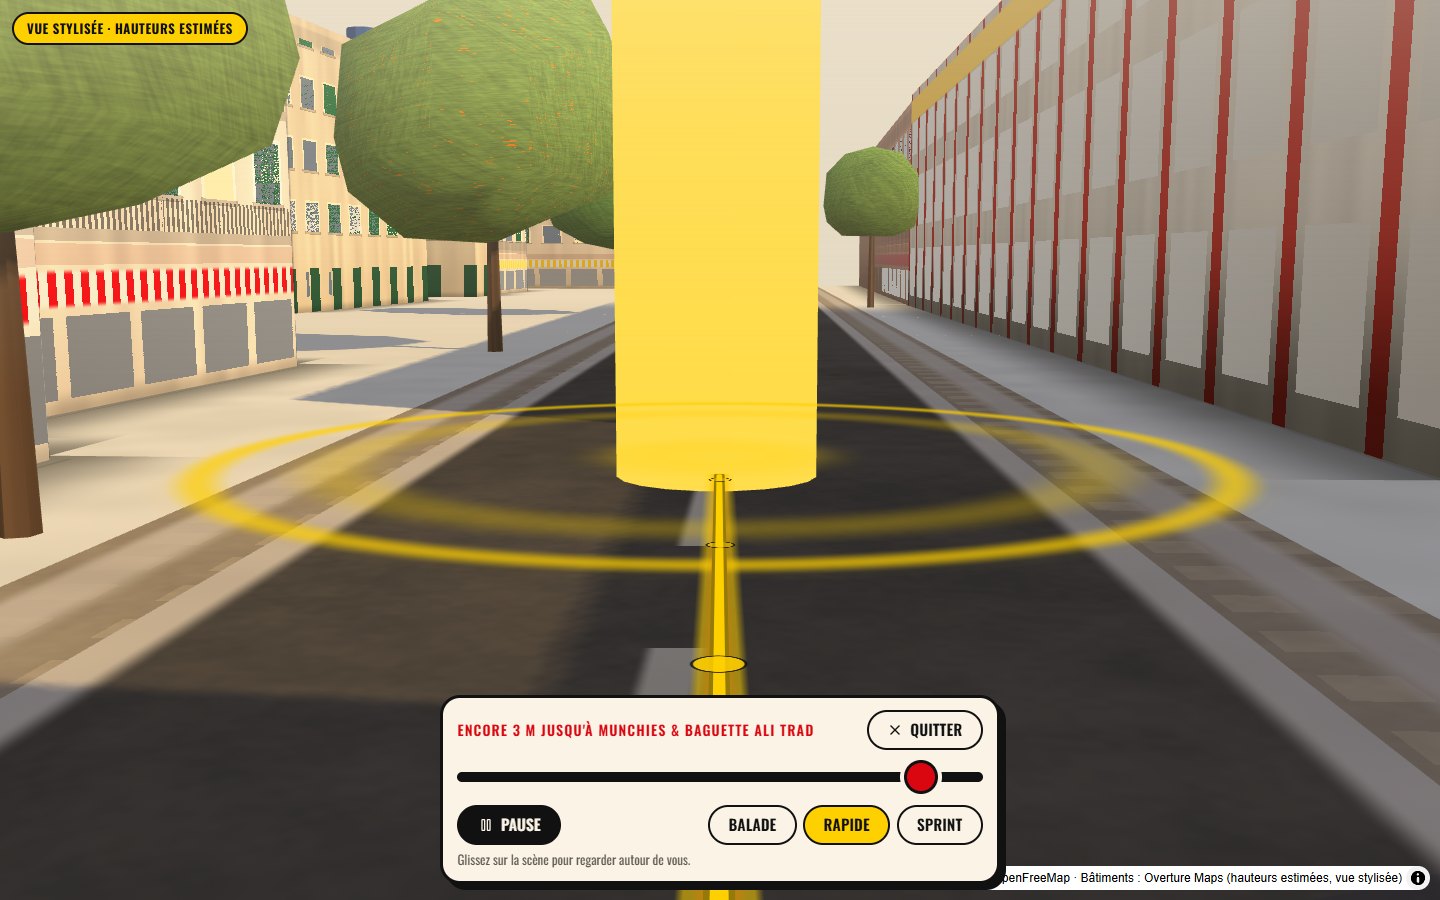 VUE STYLISÉE · HAUTEURS ESTIMÉES
ENCORE 3 M JUSQU'À MUNCHIES & BAGUETTE ALI TRAD
QUITTER
PAUSE
BALADE
RAPIDE
SPRINT
Glissez sur la scène pour regarder autour de vous.
penFreeMap · Bâtiments : Overture Maps (hauteurs estimées, vue stylisée)